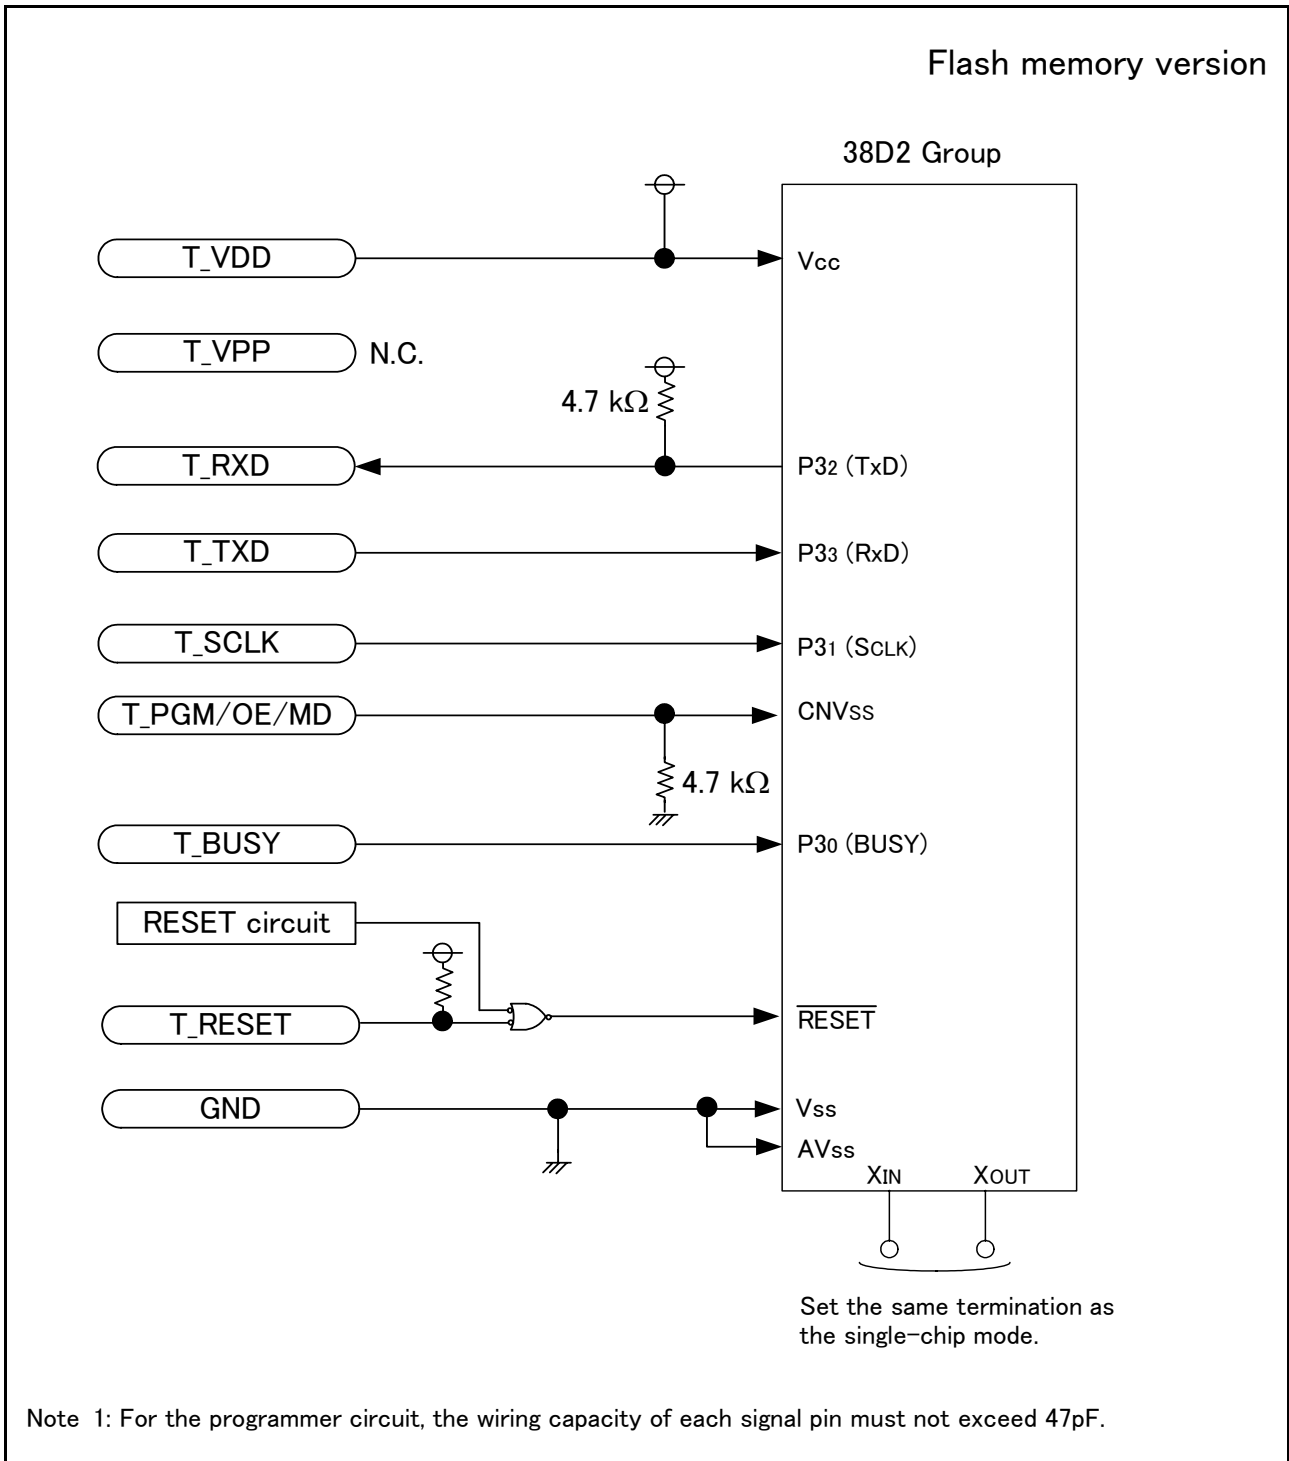 Flash memory version
38D2 Group
T_VDD
Vcc
T_VPP N.C.
4.7 kΩ
T_RXD
P32 (TxD)
T_TXD
P33 (RxD)
T_SCLK
P31 (SCLK)
T_PGM/OE/MD
CNVSS
4.7 kΩ
T_BUSY
P30 (BUSY)
RESET circuit
T_RESET
RESET
GND
Vss
AVss
XIN XOUT
Set the same termination as
the single-chip mode.
Note 1: For the programmer circuit, the wiring capacity of each signal pin must not exceed 47pF.